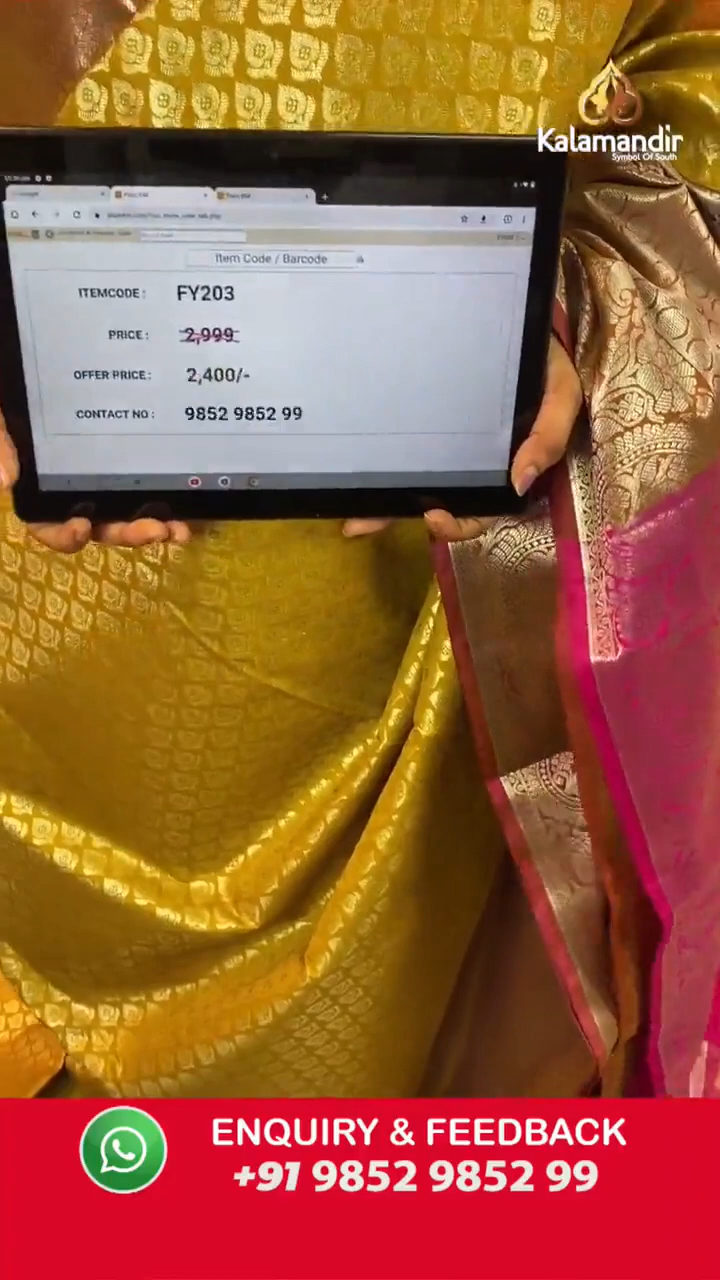 Kalamandir
Symbol Of South
Item Code / Barcode
ITEMCODE : FY203
PRICE : 2,999
OFFER PRICE : 2,400/-
CONTACT NO : 9852 9852 99
ENQUIRY & FEEDBACK
+91 9852 9852 99